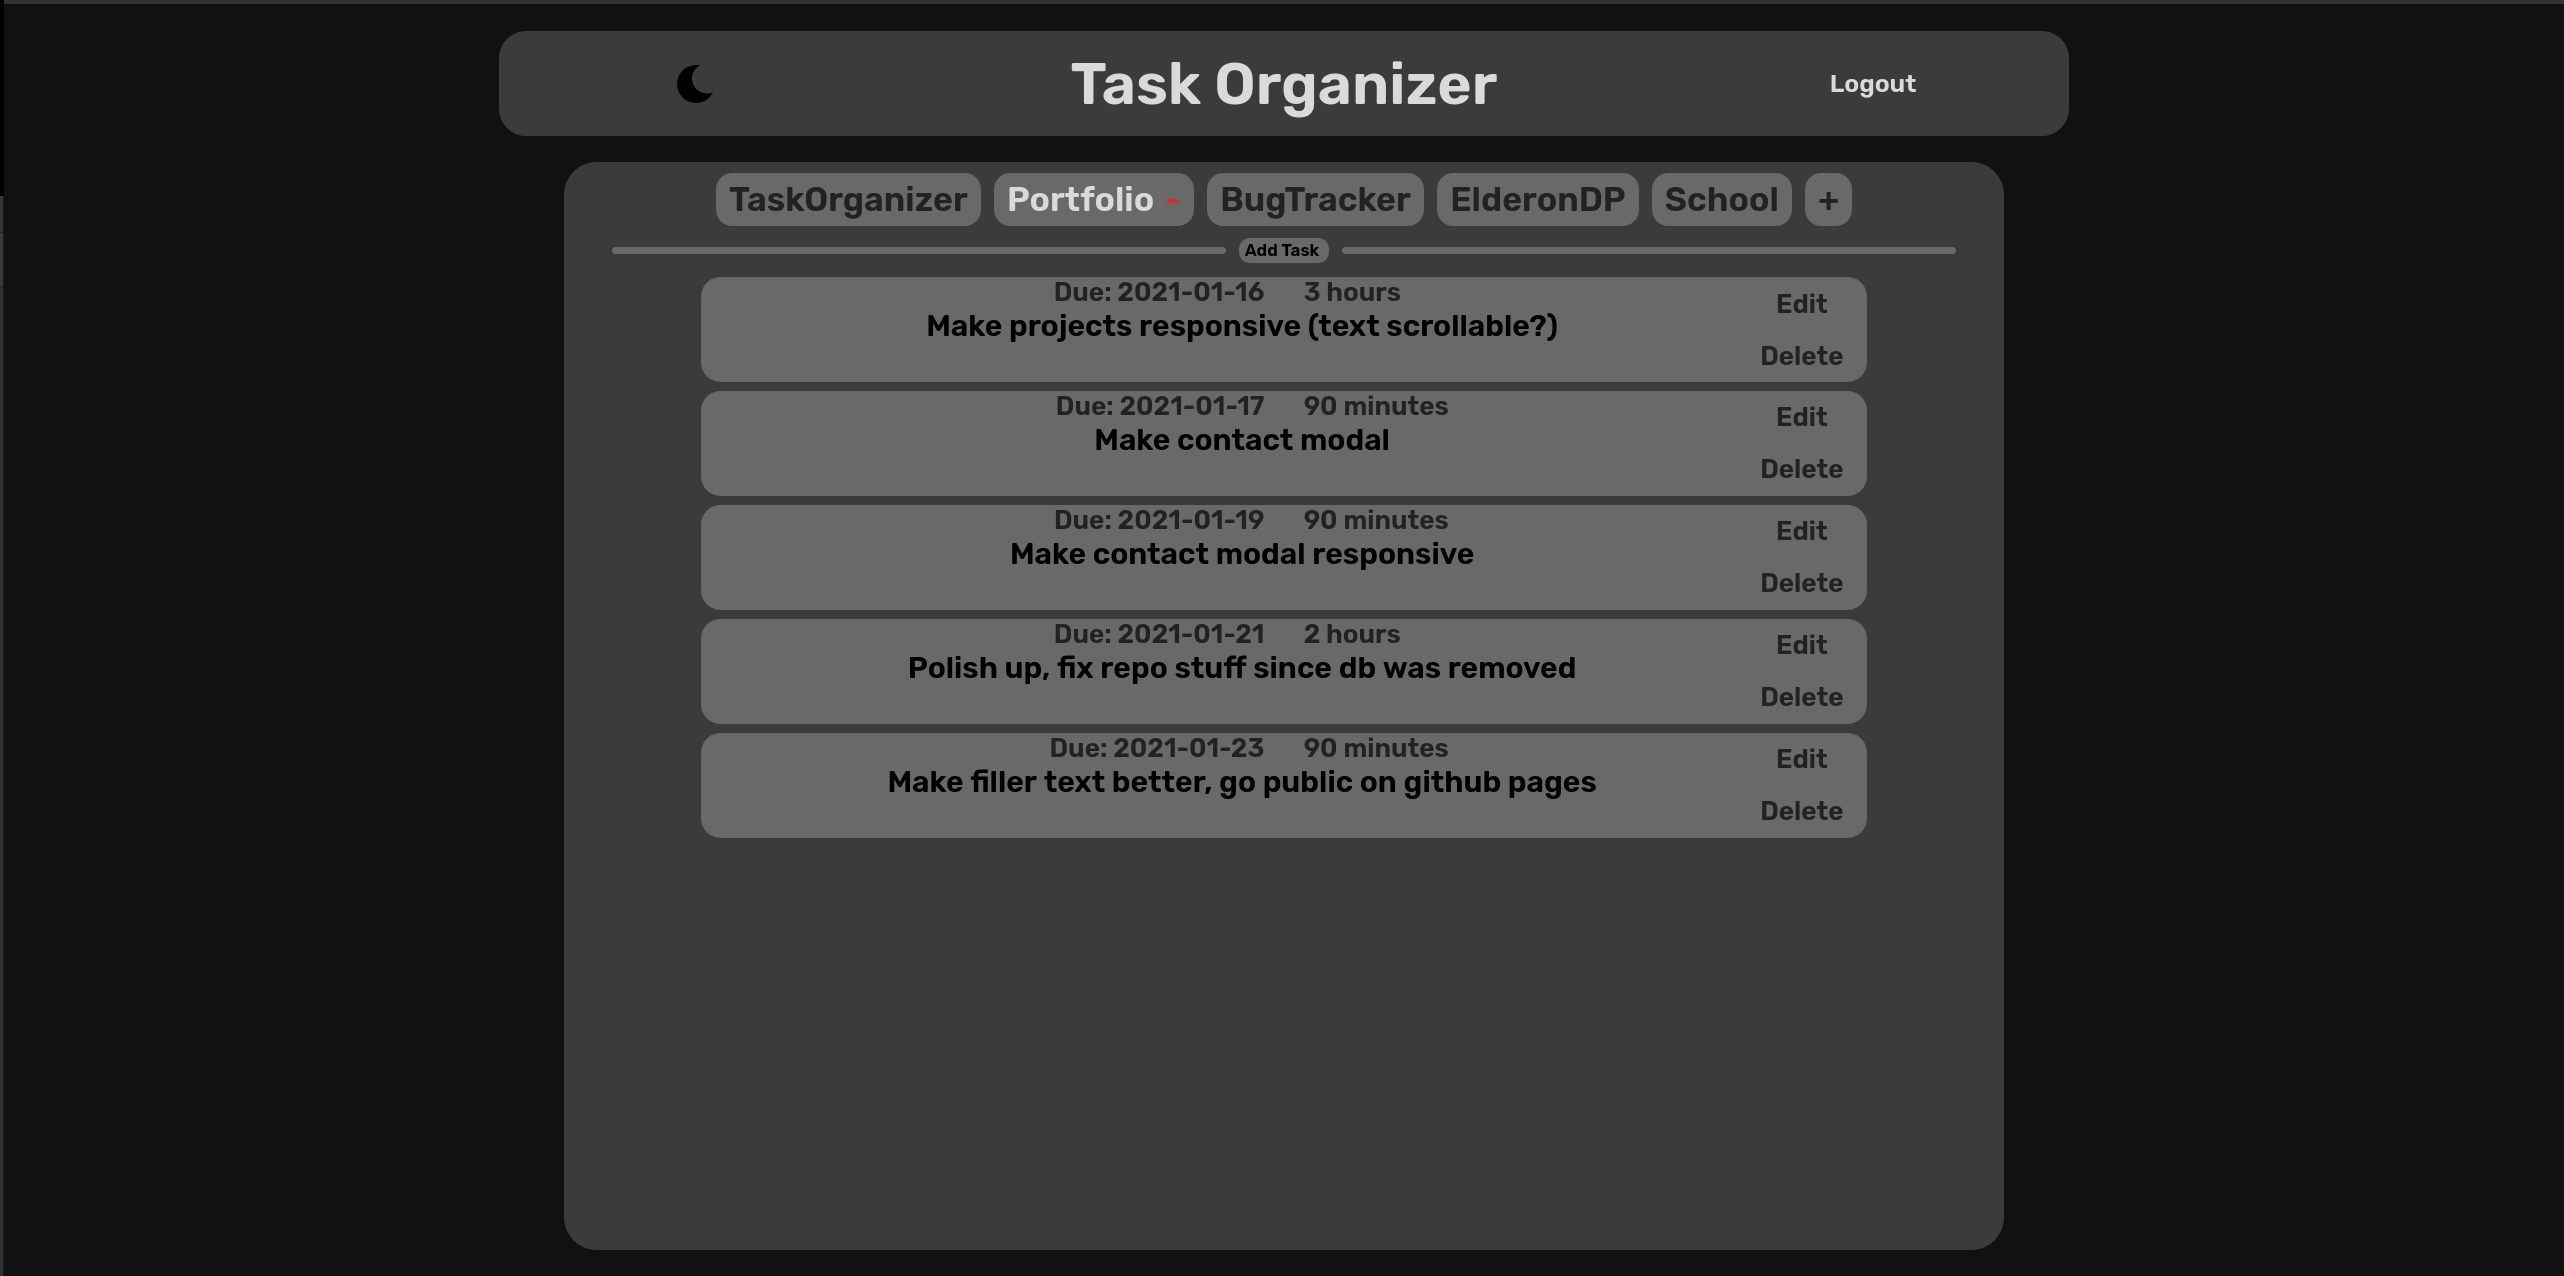 Task Organizer
Logout
TaskOrganizer
Portfolio -
BugTracker
ElderonDP
School
+
Add Task
Due: 2021-01-16 3 hours
Make projects responsive (text scrollable?)
Edit
Delete
Due: 2021-01-17 90 minutes
Make contact modal
Edit
Delete
Due: 2021-01-19 90 minutes
Make contact modal responsive
Edit
Delete
Due: 2021-01-21 2 hours
Polish up, fix repo stuff since db was removed
Edit
Delete
Due: 2021-01-23 90 minutes
Make filler text better, go public on github pages
Edit
Delete